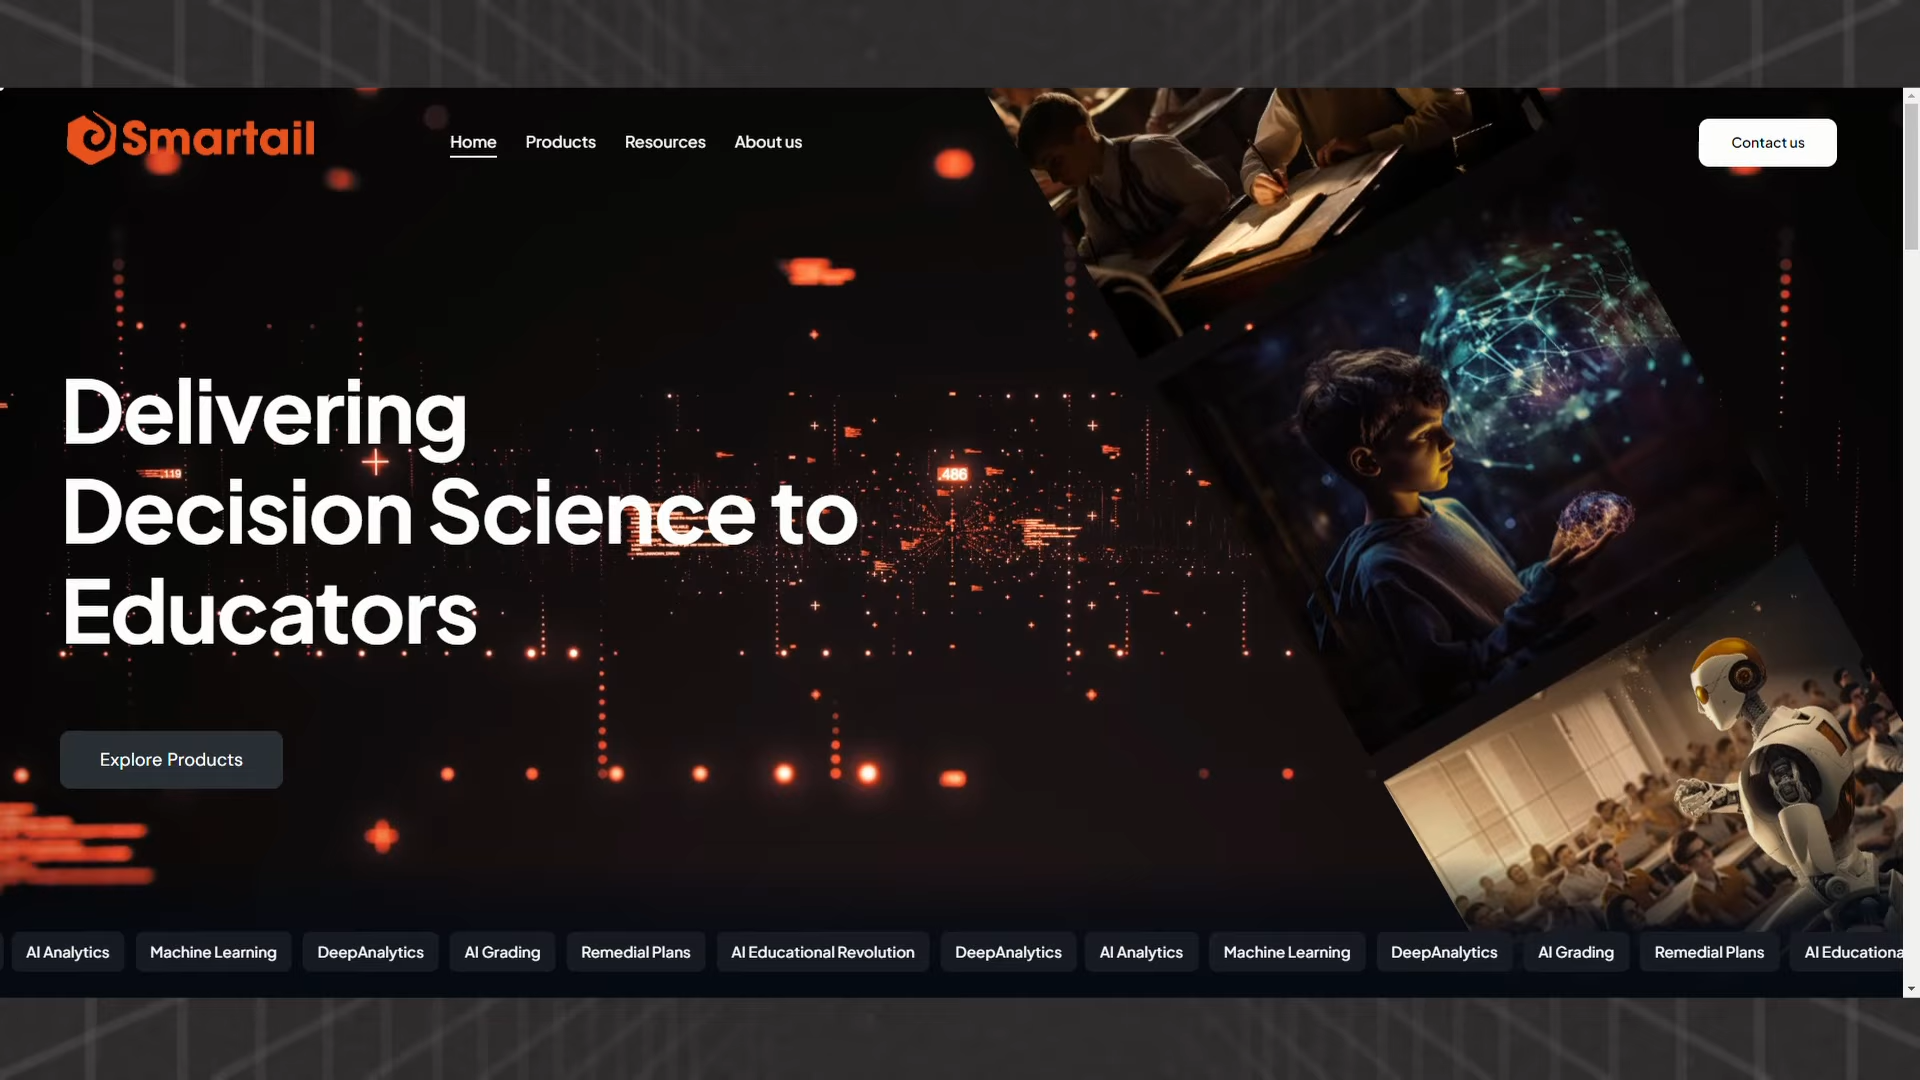 Smartail
Home Products Resources About us
Contact us
Delivering
Decision Science to
Educators
.119
.486
Explore Products
AI Analytics Machine Learning DeepAnalytics AI Grading Remedial Plans AI Educational Revolution DeepAnalytics AI Analytics Machine Learning DeepAnalytics AI Grading Remedial Plans AI Educationa